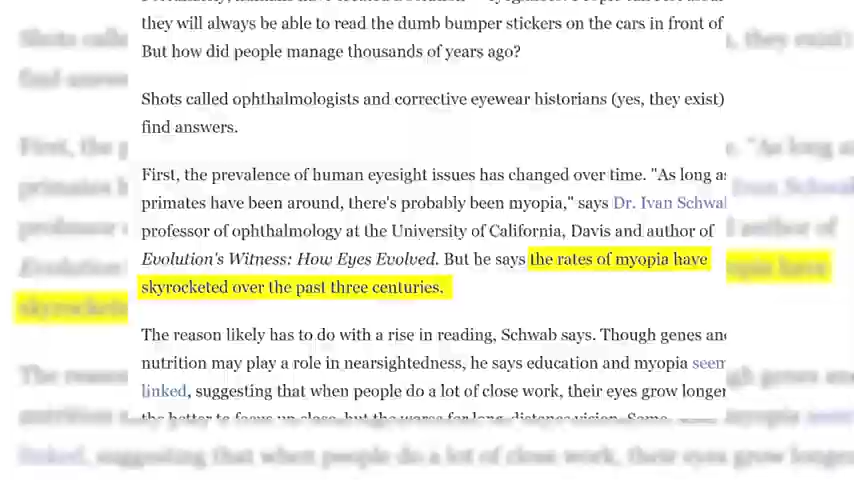 they will always be able to read the dumb bumper stickers on the cars in front of
But how did people manage thousands of years ago?
Shots called ophthalmologists and corrective eyewear historians (yes, they exist)
find answers.
First, the prevalence of human eyesight issues has changed over time. "As long as
primates have been around, there's probably been myopia," says Dr. Ivan Schwa
professor of ophthalmology at the University of California, Davis and author of
Evolution's Witness: How Eyes Evolved. But he says the rates of myopia have
skyrocketed over the past three centuries.
The reason likely has to do with a rise in reading, Schwab says. Though genes and
nutrition may play a role in nearsightedness, he says education and myopia seem
linked, suggesting that when people do a lot of close work, their eyes grow longer